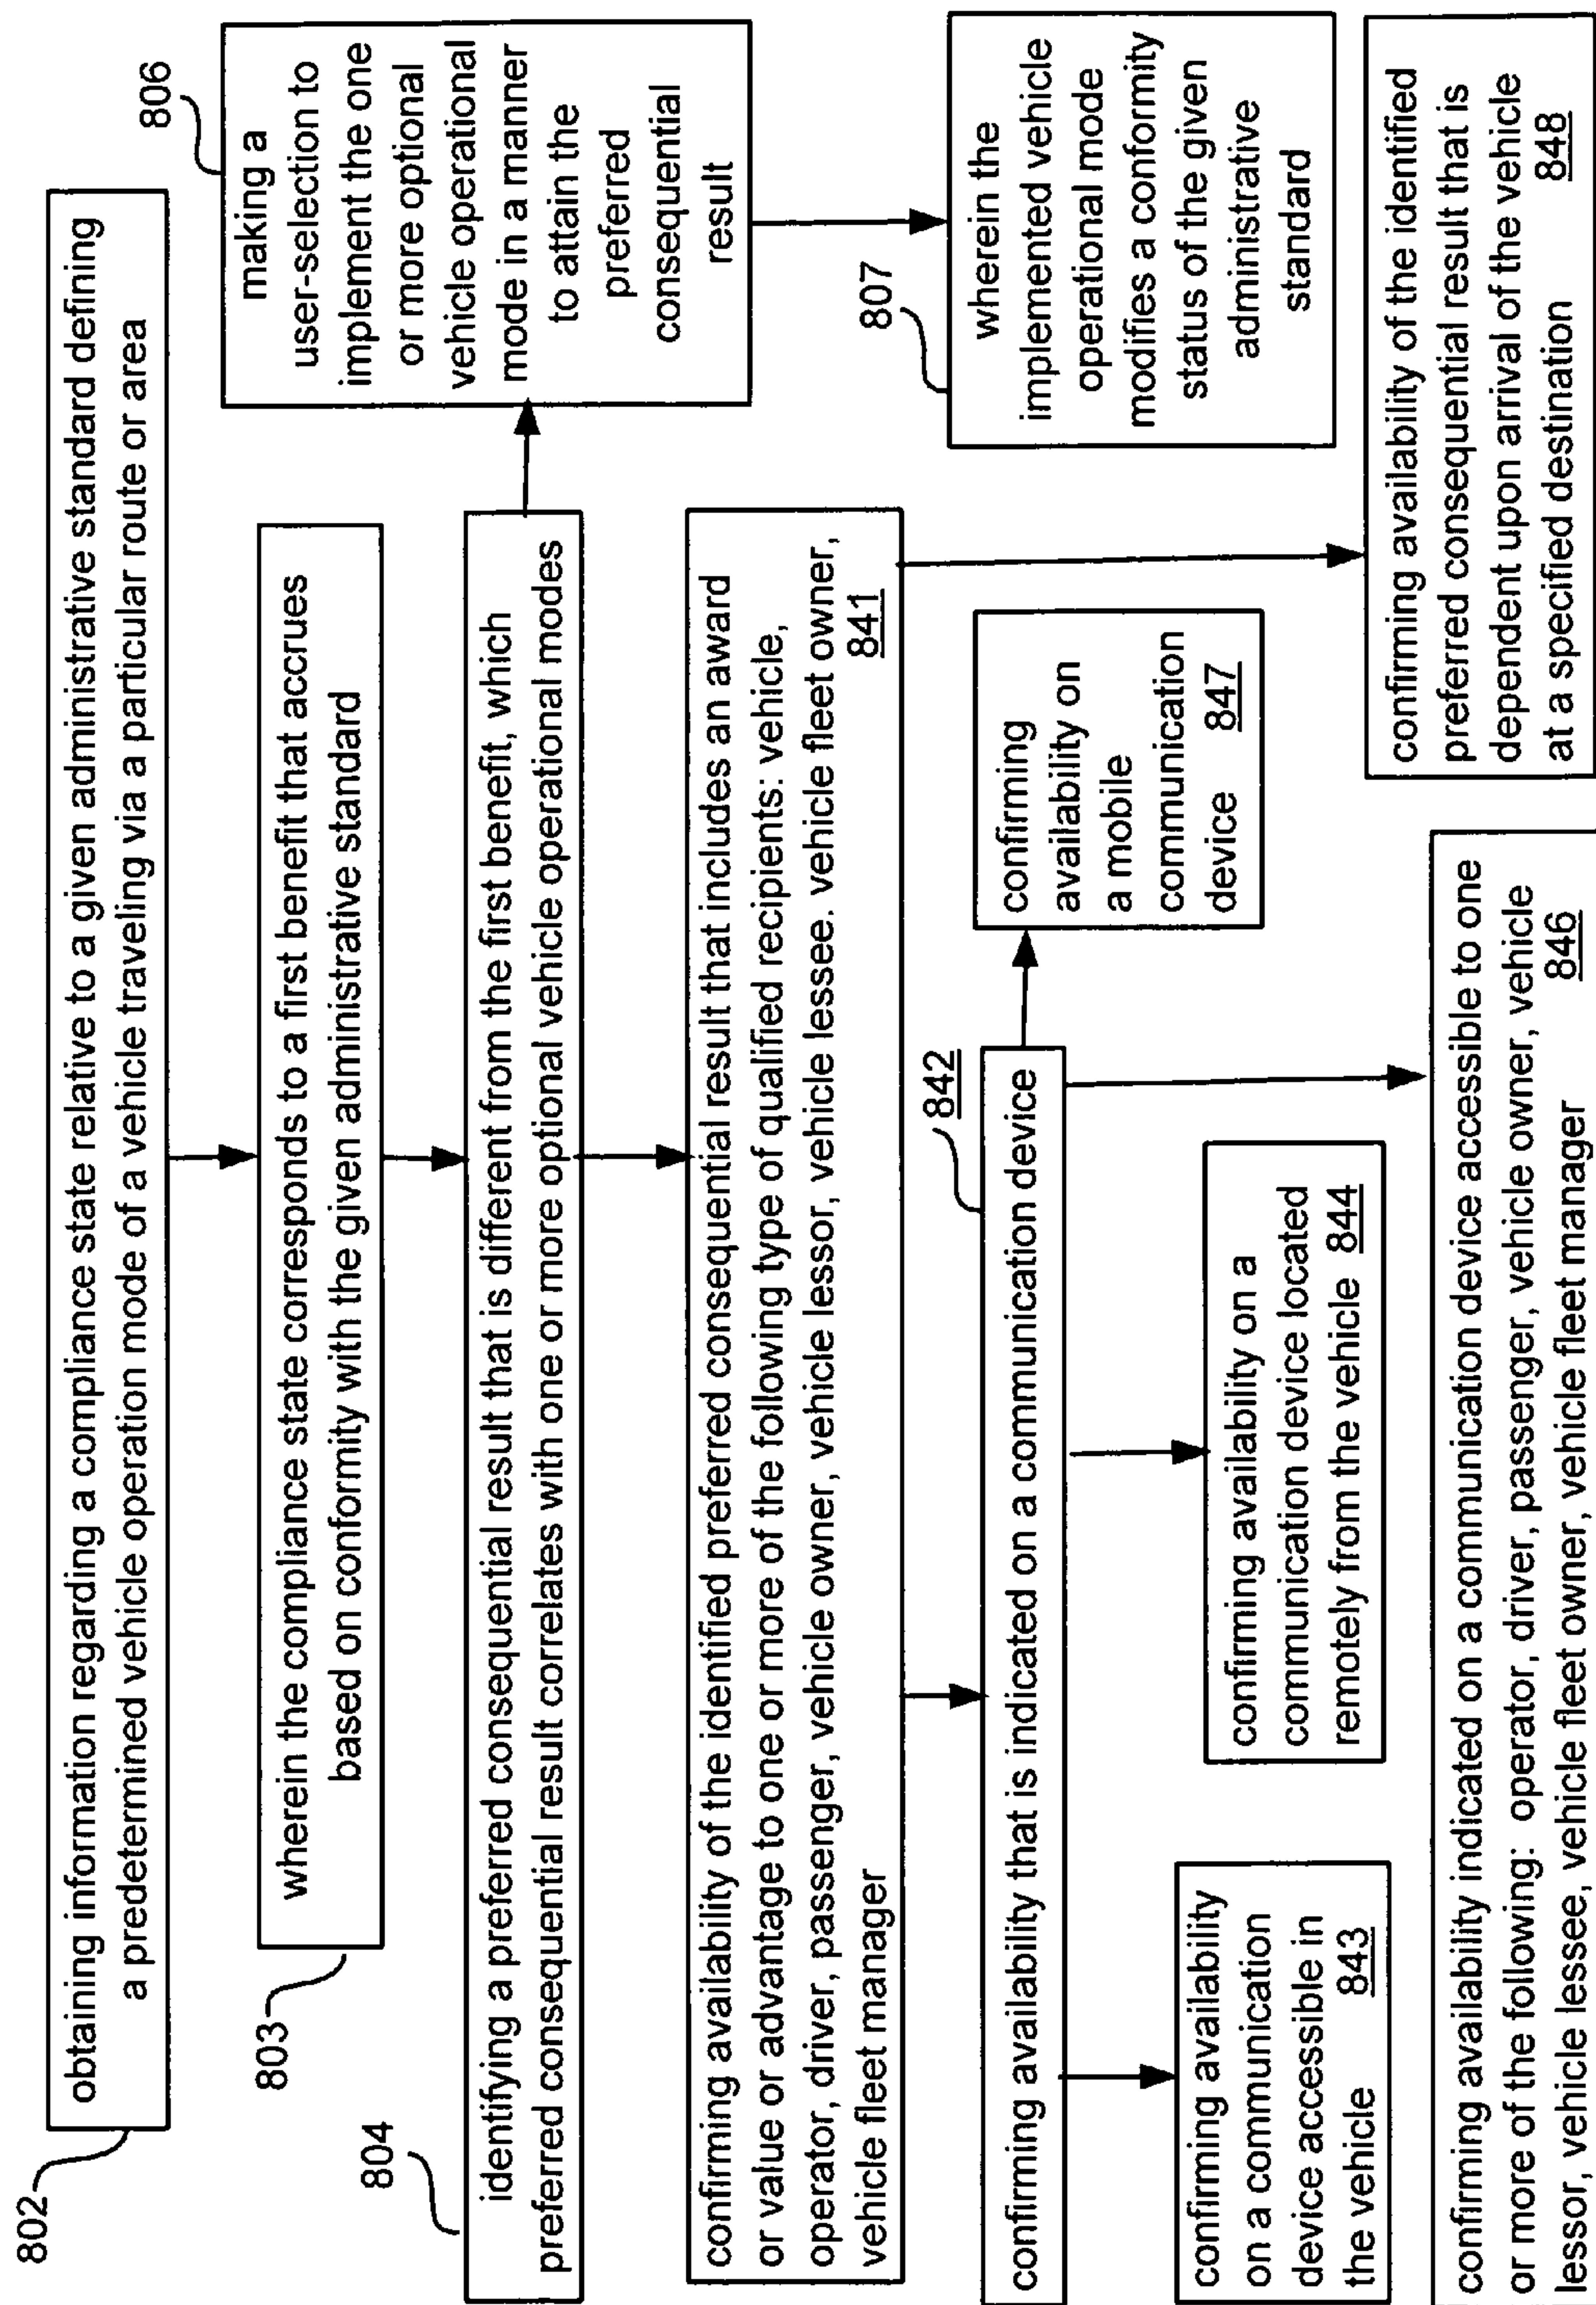 802
obtaining information regarding a compliance state relative to a given administrative standard defining
a predetermined vehicle operation mode of a vehicle traveling via a particular route or area
803
wherein the compliance state corresponds to a first benefit that accrues
based on conformity with the given administrative standard
804
identifying a preferred consequential result that is different from the first benefit, which
preferred consequential result correlates with one or more optional vehicle operational modes
806
making a
user-selection to
implement the one
or more optional
vehicle operational
mode in a manner
to attain the
preferred
consequential
result
807
wherein the
implemented vehicle
operational mode
modifies a conformity
status of the given
administrative
standard
confirming availability of the identified preferred consequential result that includes an award
or value or advantage to one or more of the following type of qualified recipients: vehicle,
operator, driver, passenger, vehicle owner, vehicle lessor, vehicle lessee. vehicle fleet owner,
vehicle fleet manager 841
842
confirming availability that is indicated on a communication device
confirming availability
on a communication
device accessible in
the vehicle 843
confirming availability on a
communication device located
remotely from the vehicle 844
confirming
availability on
a mobile
communication
device 847
confirming availability indicated on a communication device accessible to one
or more of the following: operator, driver, passenger, vehicle owner, vehicle
lessor, vehicle lessee, vehicle fleet owner, vehicle fleet manager 846
confirming availability of the identified
preferred consequential result that is
dependent upon arrival of the vehicle
at a specified destination 848